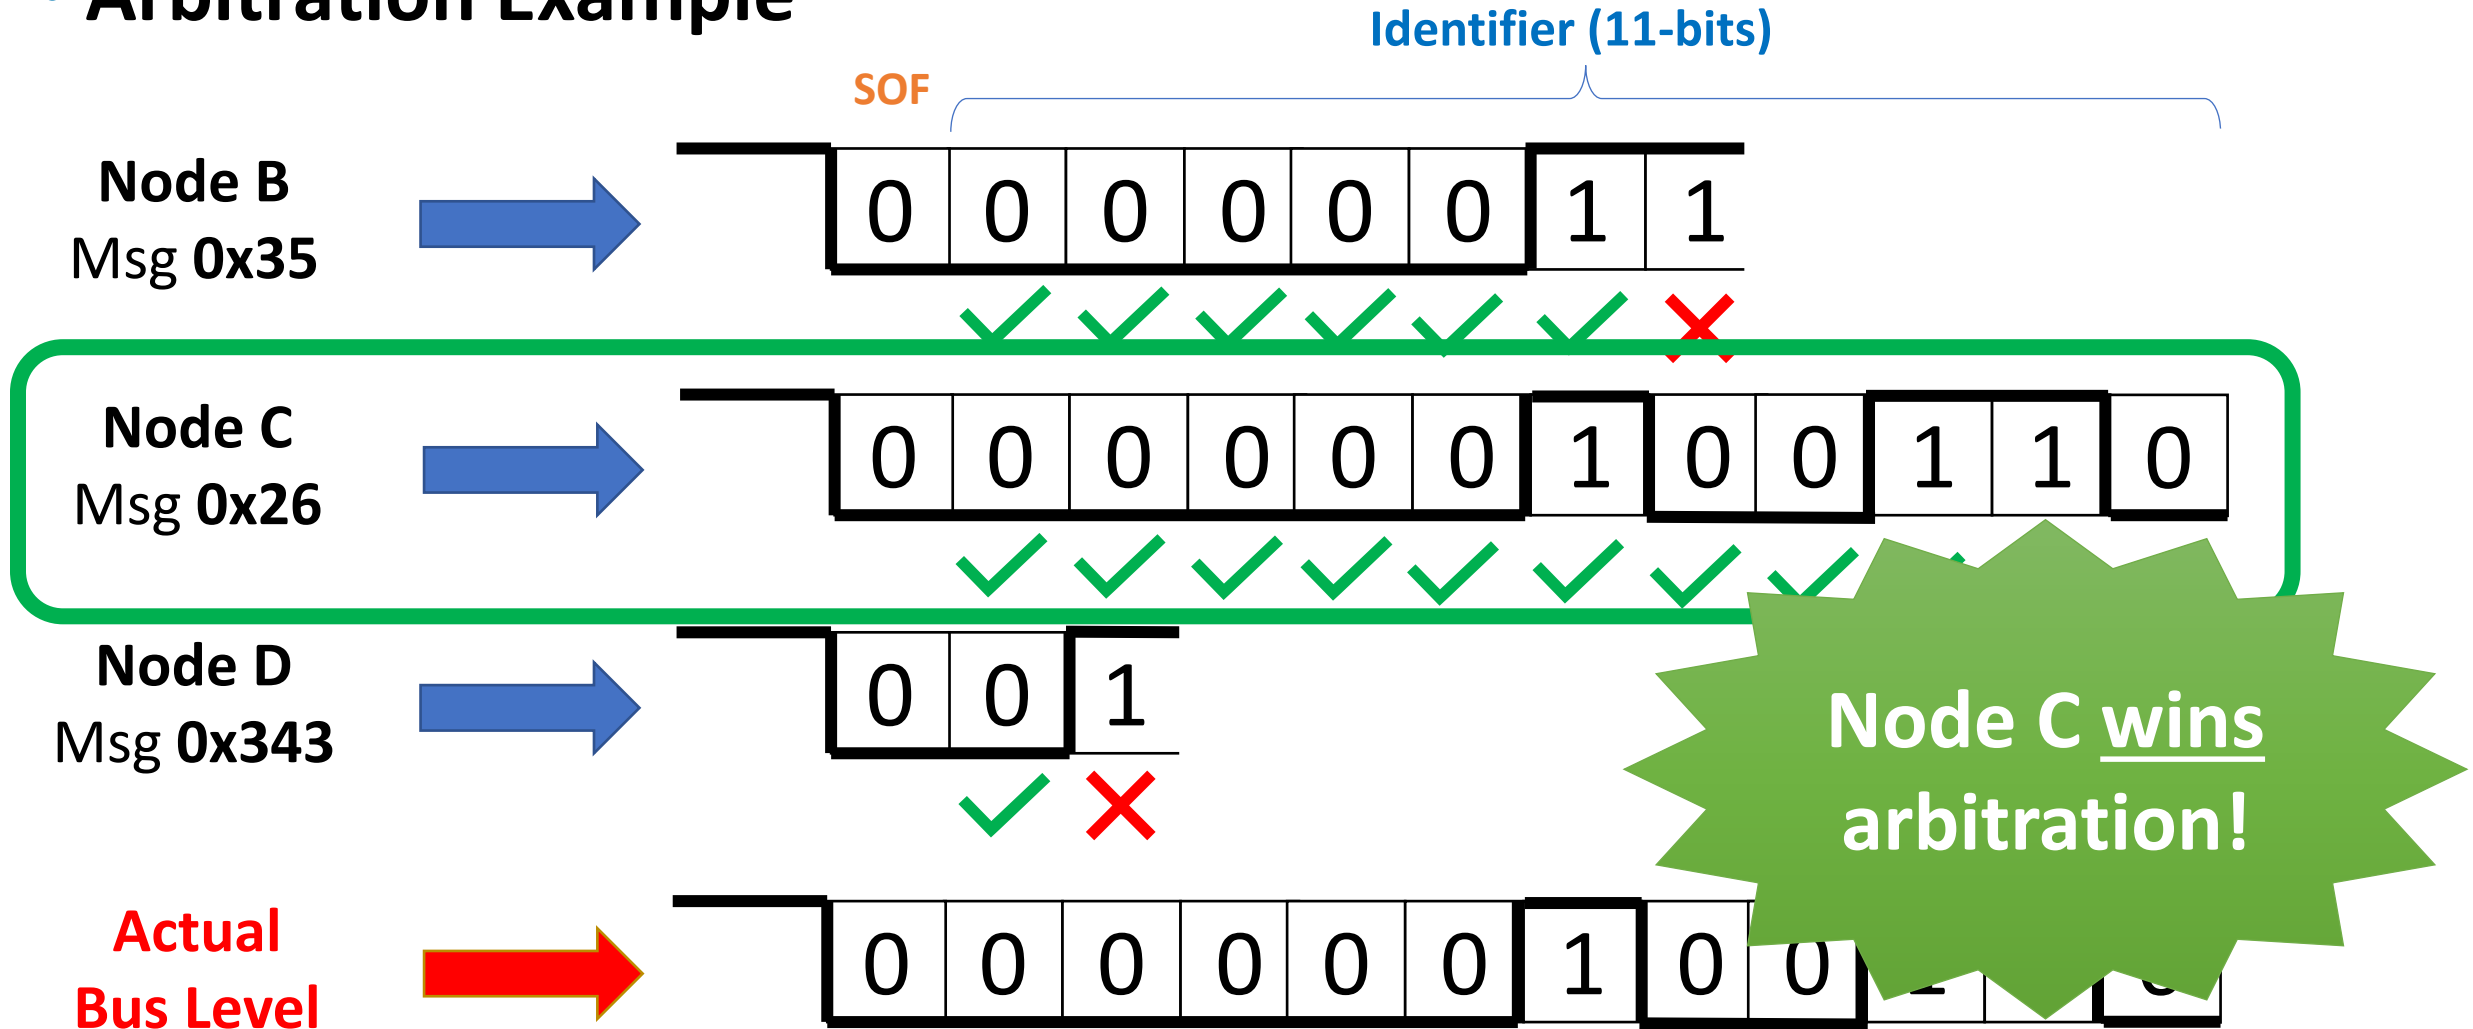 • Arbitration Example
Identifier (11-bits)
SOF
Node B
Msg 0x35
0 0 0 0 0 0 1 1
Node C
Msg 0x26
0 0 0 0 0 0 1 0 0 1 1 0
Node D
Msg 0x343
0 0 1
Node C wins
arbitration!
Actual
Bus Level
0 0 0 0 0 0 1 0 0